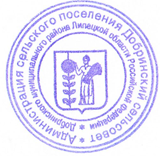 Администрация сельского поселения Добринский сельсовет *
Добринского муниципального района Липецкой области Российской Федерации